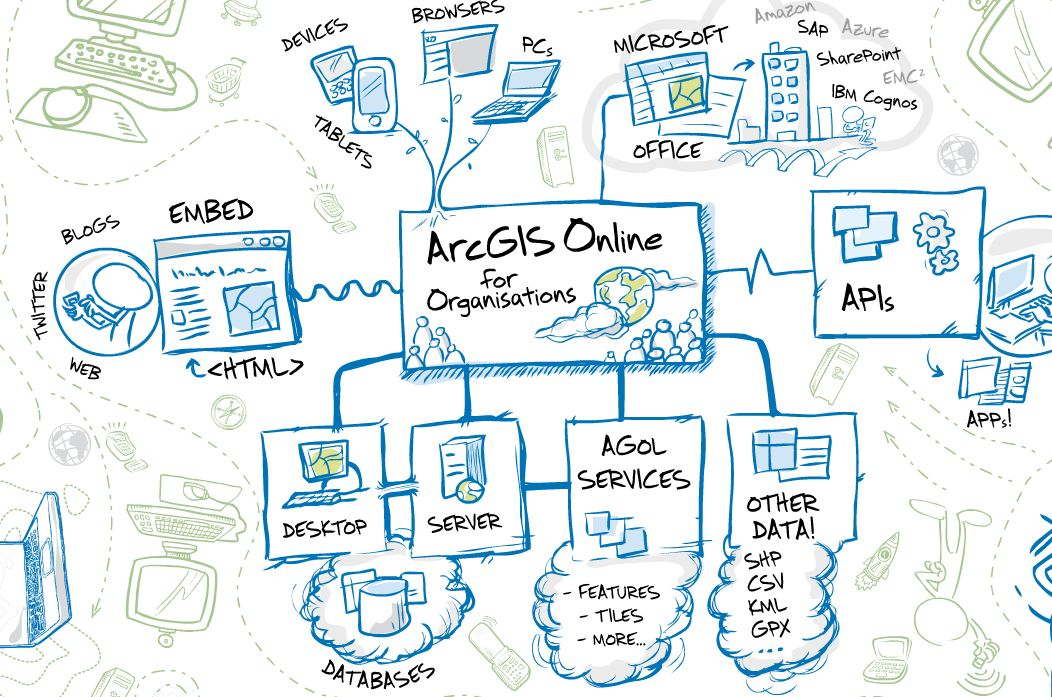 DEVICES
TABLETS
BROWSERS
PCs
MICROSOFT
OFFICE
Amazon
SAP
Azure
SharePoint
EMC²
IBM Cognos
BLOGS
TWITTER
WEB
EMBED
<HTML>
ArcGIS Online
for
Organisations
APIs
APPs!
DESKTOP
SERVER
DATABASES
AGOL
SERVICES
- FEATURES
- TILES
- MORE...
OTHER
DATA!
SHP
CSV
KML
GPX
...